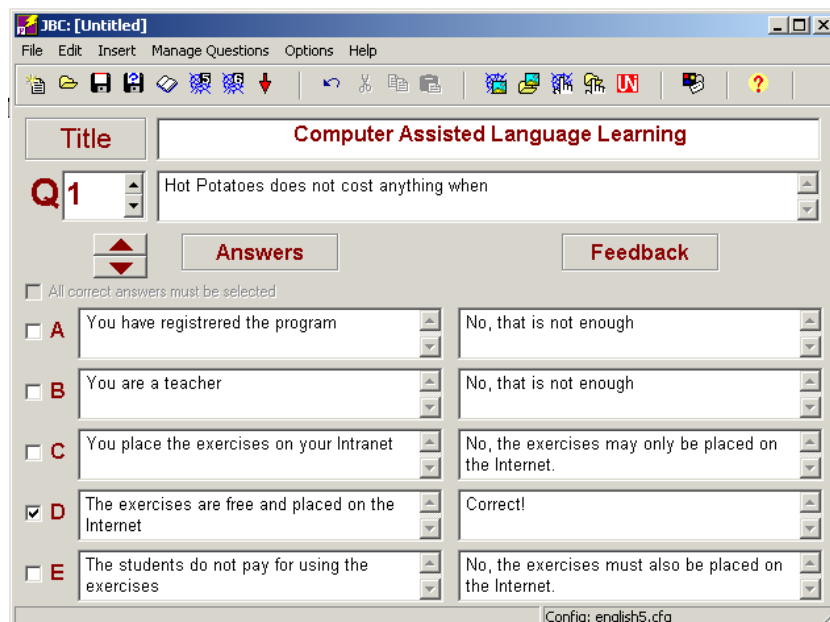 JBC: [Untitled]
File Edit Insert Manage Questions Options Help
5 6 UN ?
Title Computer Assisted Language Learning
Q 1 Hot Potatoes does not cost anything when
Answers Feedback
All correct answers must be selected
A You have registrered the program No, that is not enough
B You are a teacher No, that is not enough
C You place the exercises on your Intranet No, the exercises may only be placed on
the Internet.
D The exercises are free and placed on the Correct!
Internet
E The students do not pay for using the No, the exercises must also be placed on
exercises the Internet.
Config: english5.cfg